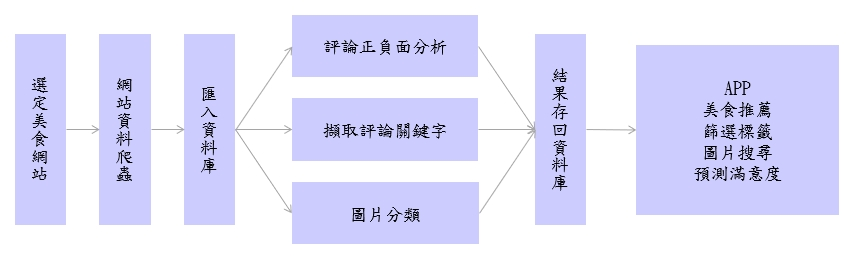 選定美食網站
網站資料爬蟲
匯入資料庫
評論正負面分析
擷取評論關鍵字
圖片分類
結果存回資料庫
APP
美食推薦
篩選標籤
圖片搜尋
預測滿意度